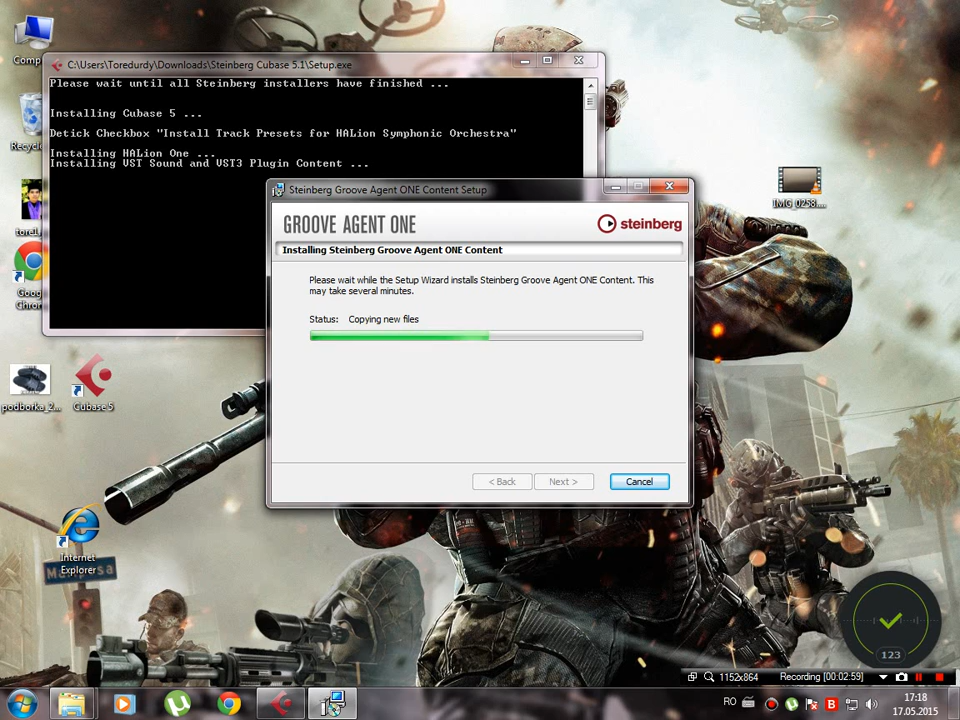 Comp
C:\Users\Toredurdy\Downloads\Steinberg Cubase 5.1\Setup.exe
Please wait until all Steinberg installers have finished ...
Installing Cubase 5 ...
Detick Checkbox "Install Track Presets for HALion Symphonic Orchestra"
Installing HALion One ...
Installing VST Sound and VST3 Plugin Content ...
Recycle
Steinberg Groove Agent ONE Content Setup
GROOVE AGENT ONE
steinberg
Installing Steinberg Groove Agent ONE Content
Please wait while the Setup Wizard installs Steinberg Groove Agent ONE Content. This
may take several minutes.
Status: Copying new files
< Back
Next >
Cancel
IMG_0258....
Goog
Chrom
podborka_2...
Cubase 5
Internet
Explorer
123
1152x864
Recording [00:02:59]
RO
17:18
17.05.2015